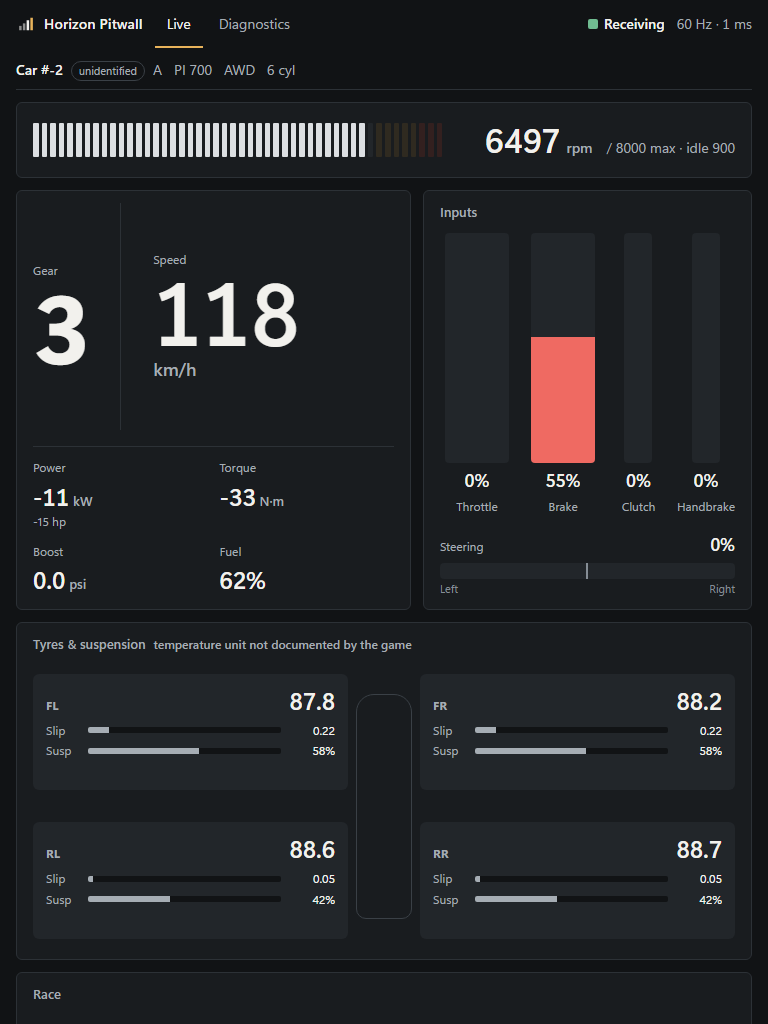 Horizon Pitwall Live Diagnostics Receiving 60 Hz · 1 ms
Car #-2 unidentified A PI 700 AWD 6 cyl
6497 rpm / 8000 max · idle 900
Gear
3
Speed
118
km/h
Power
-11 kW
-15 hp
Torque
-33 N·m
Boost
0.0 psi
Fuel
62%
Inputs
0% 55% 0% 0%
Throttle Brake Clutch Handbrake
Steering 0%
Left Right
Tyres & suspension temperature unit not documented by the game
FL 87.8
Slip 0.22
Susp 58%
FR 88.2
Slip 0.22
Susp 58%
RL 88.6
Slip 0.05
Susp 42%
RR 88.7
Slip 0.05
Susp 42%
Race